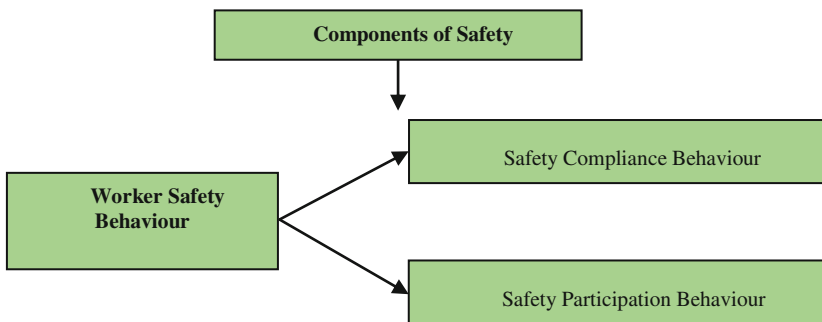 Components of Safety
Safety Compliance Behaviour
Worker Safety
Behaviour
Safety Participation Behaviour